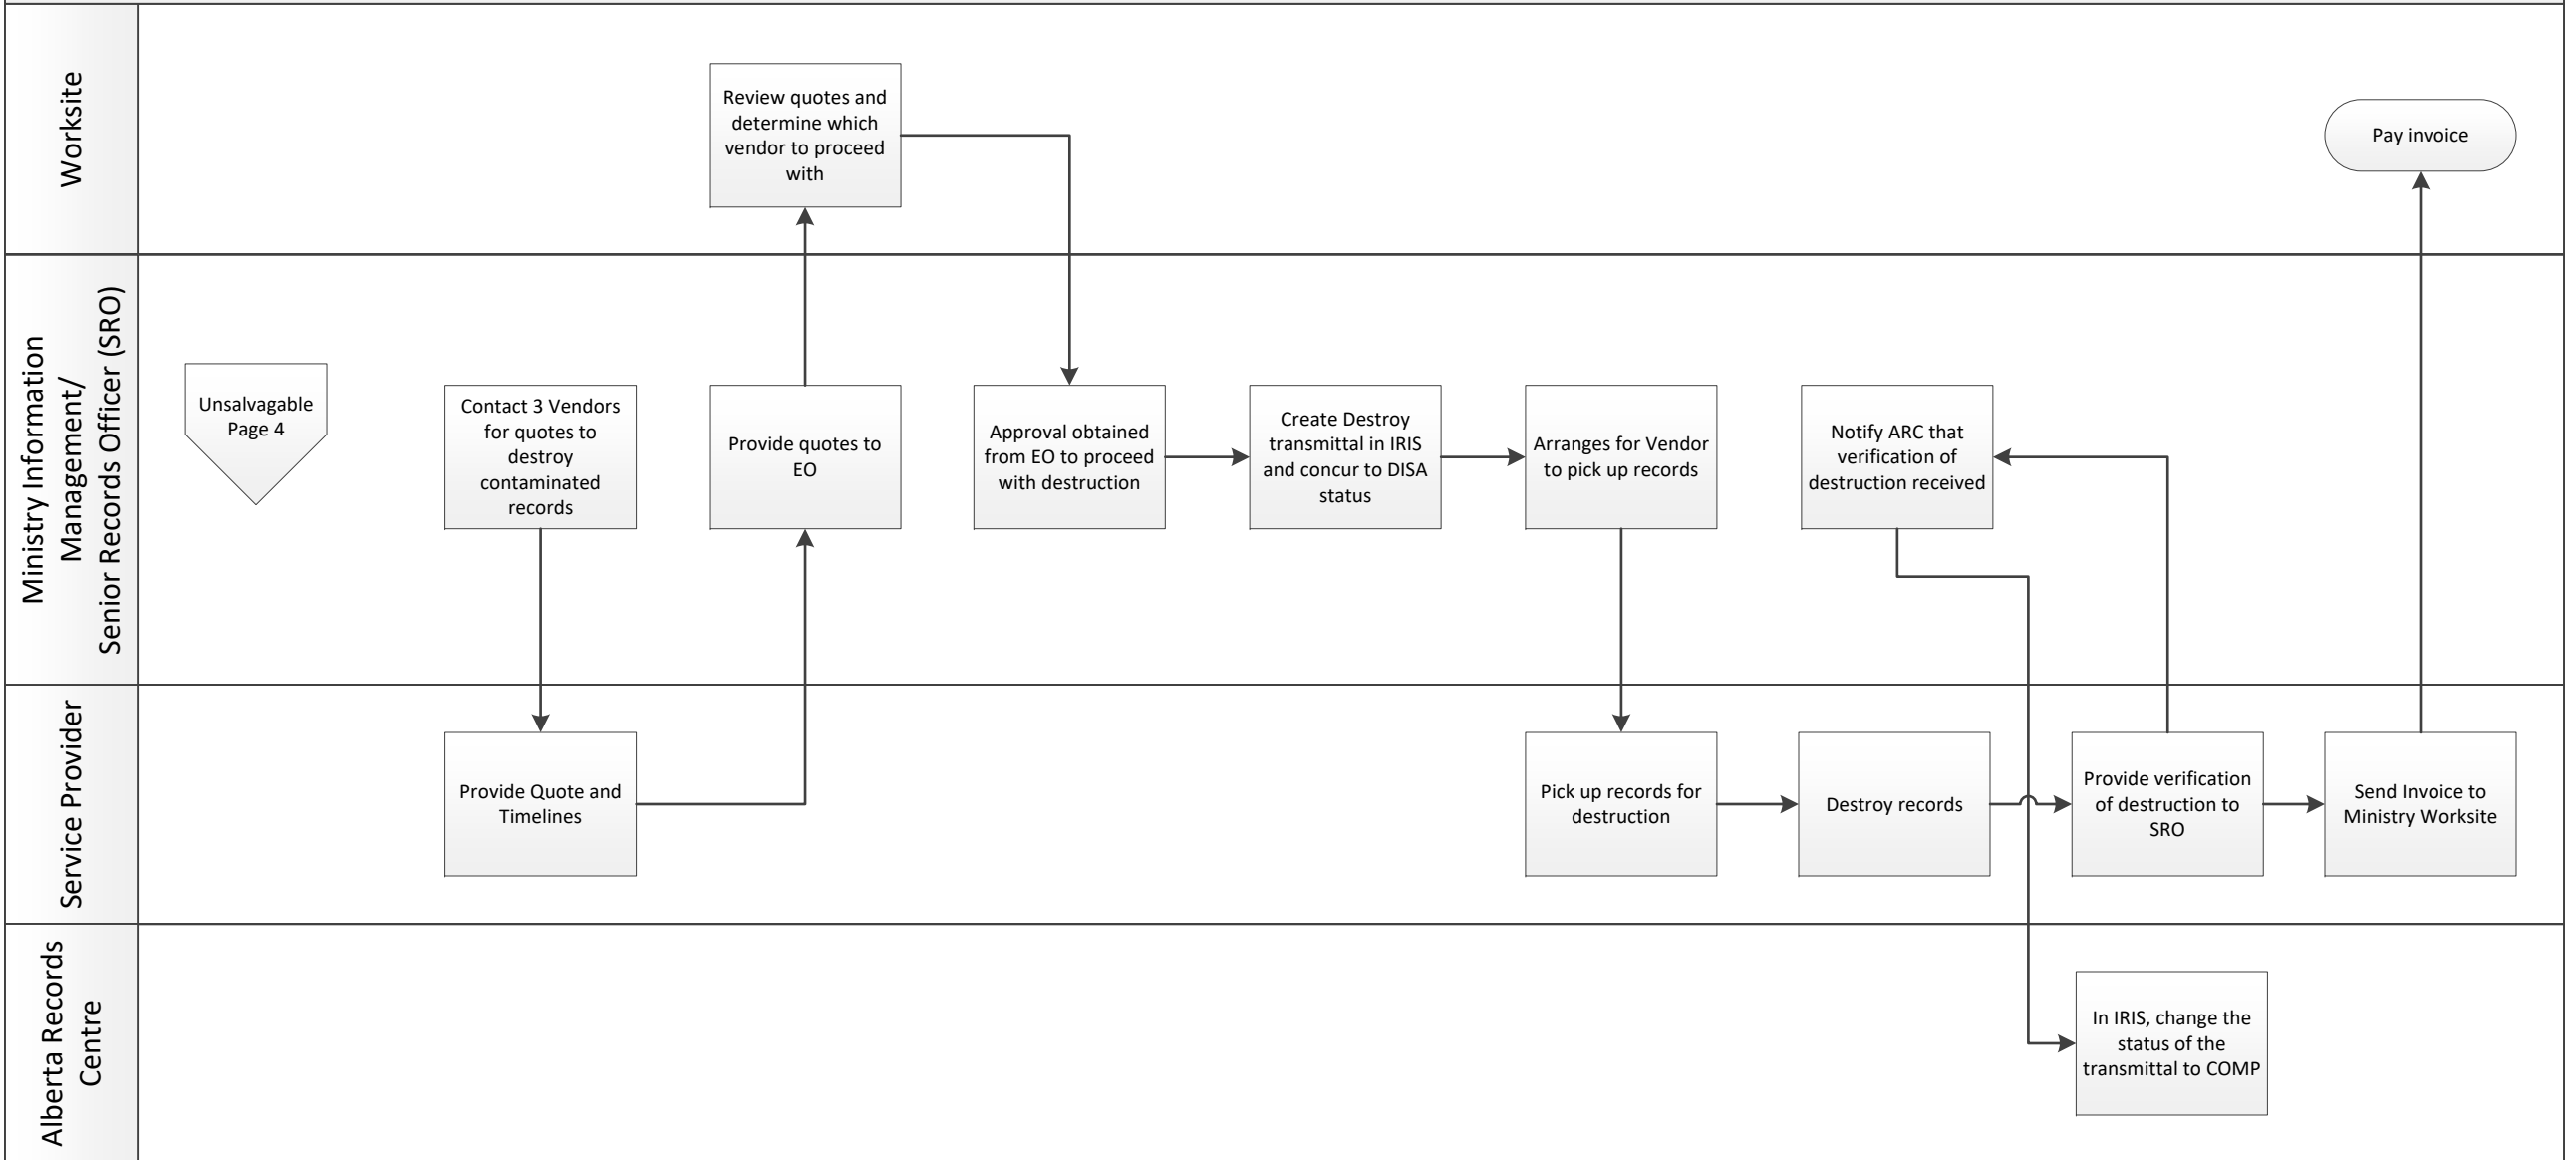 Worksite
Review quotes and
determine which
vendor to proceed
with
Pay invoice
Ministry Information
Management/
Senior Records Officer (SRO)
Unsalvagable
Page 4
Contact 3 Vendors
for quotes to
destroy
contaminated
records
Provide quotes to
EO
Approval obtained
from EO to proceed
with destruction
Create Destroy
transmittal in IRIS
and concur to DISA
status
Arranges for Vendor
to pick up records
Notify ARC that
verification of
destruction received
Service Provider
Provide Quote and
Timelines
Pick up records for
destruction
Destroy records
Provide verification
of destruction to
SRO
Send Invoice to
Ministry Worksite
Alberta Records
Centre
In IRIS, change the
status of the
transmittal to COMP